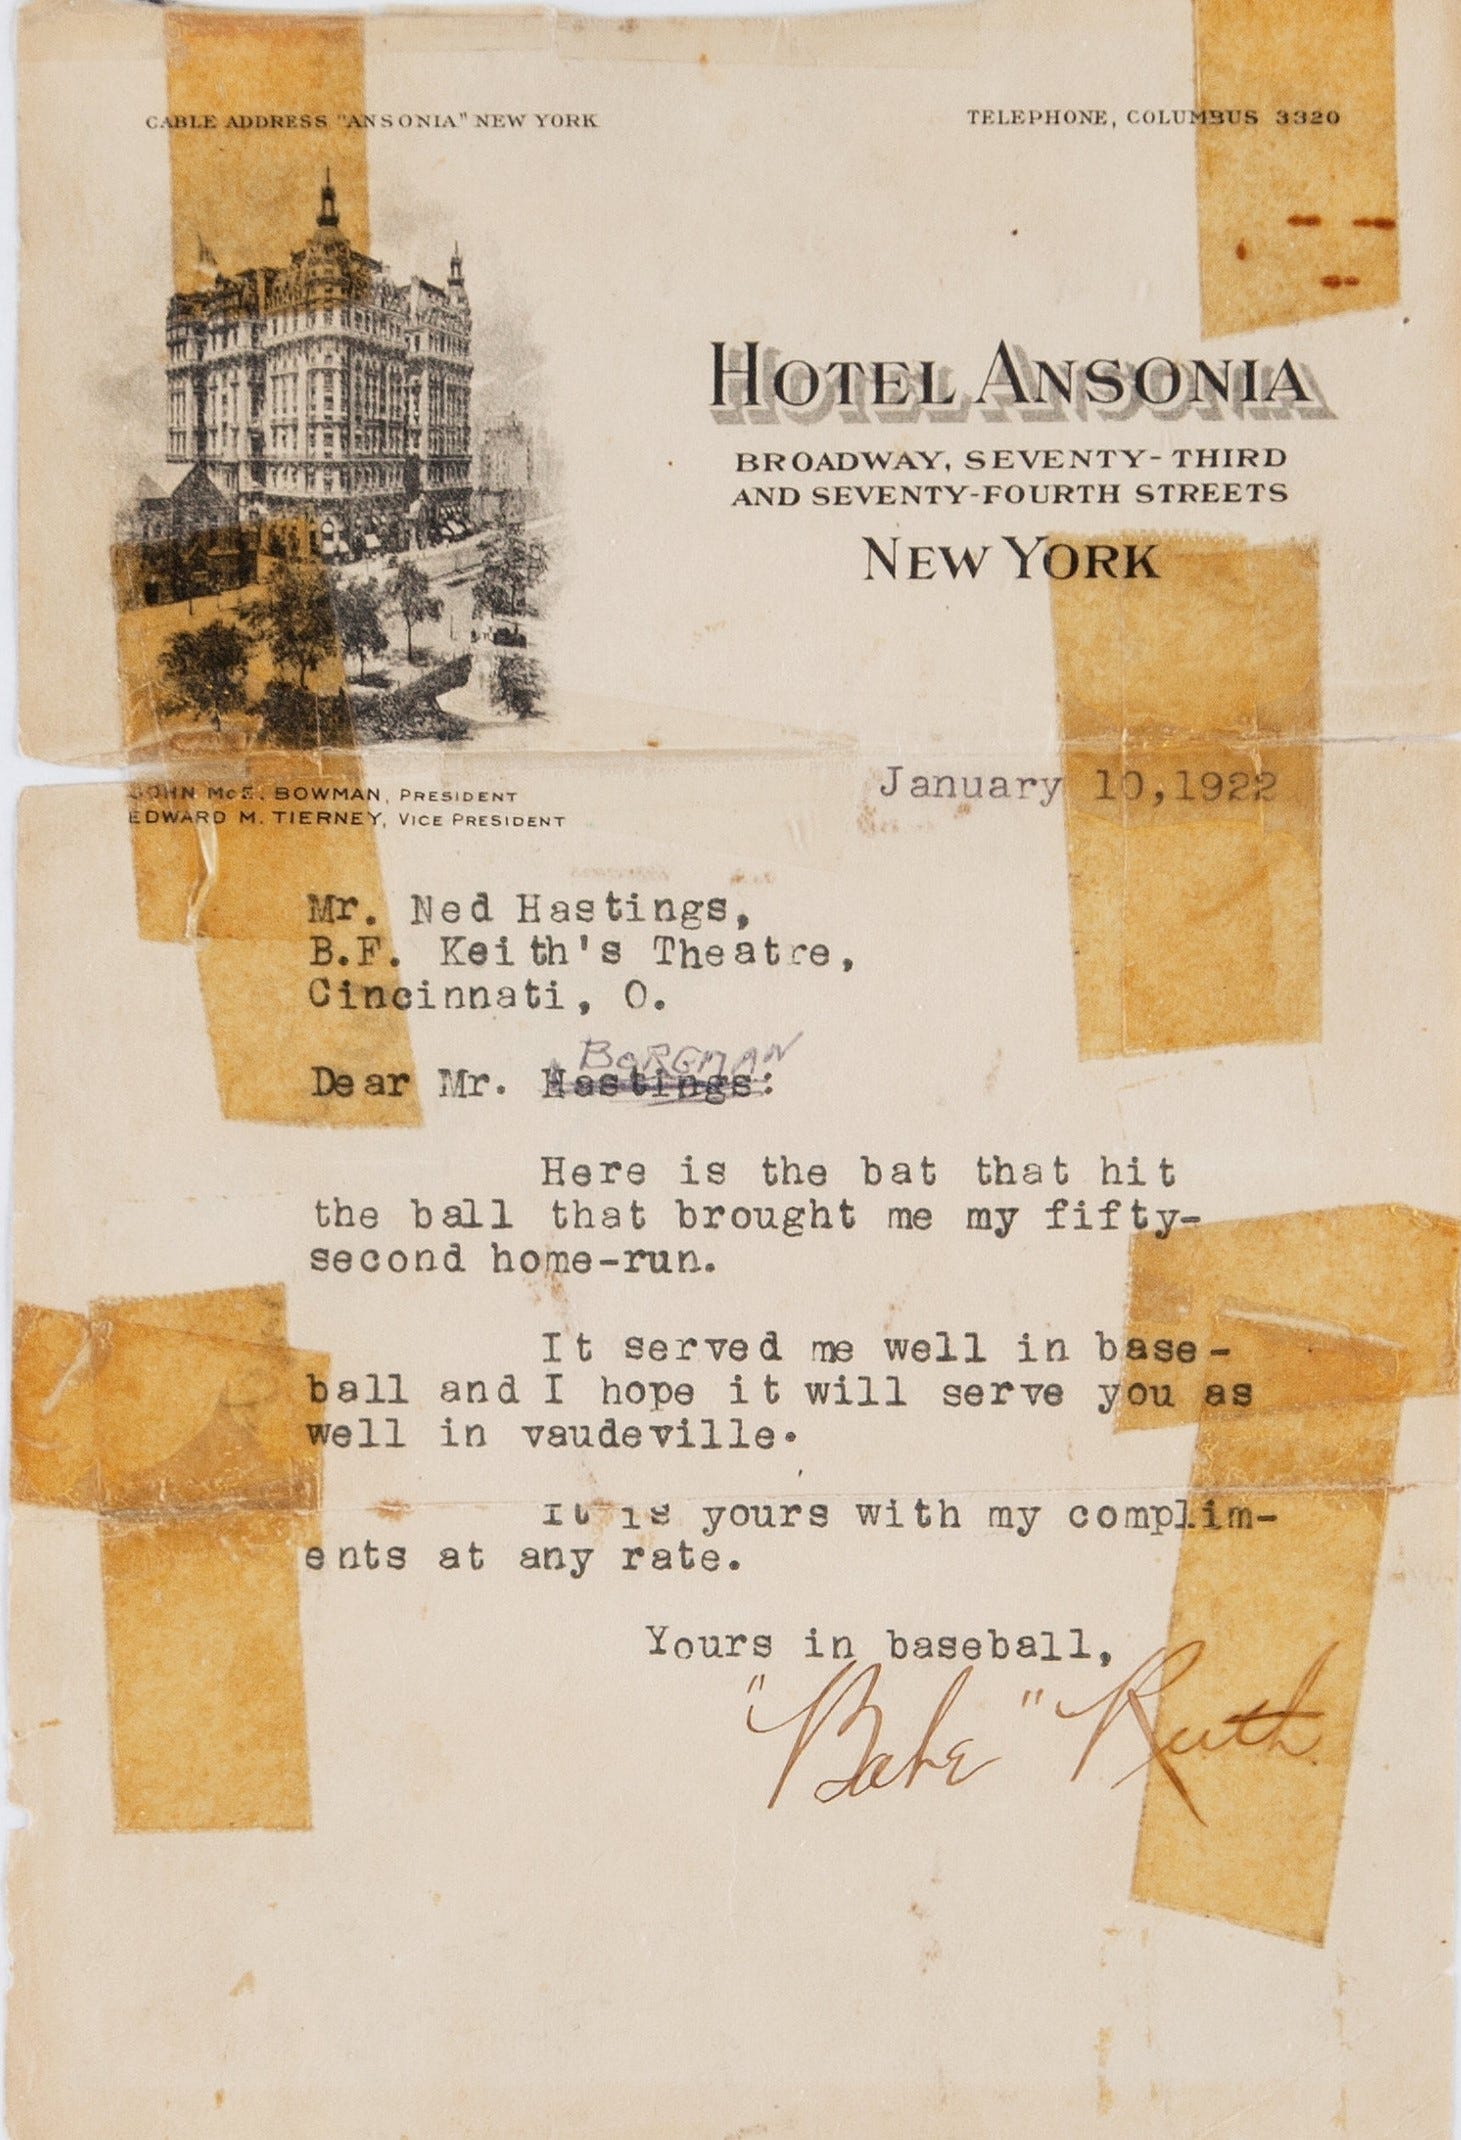 CABLE ADDRESS "ANSONIA" NEW YORK
TELEPHONE, COLUMBUS 3320
HOTEL ANSONIA
BROADWAY, SEVENTY-THIRD
AND SEVENTY-FOURTH STREETS
NEW YORK
JOHN McE. BOWMAN, PRESIDENT
EDWARD M. TIERNEY, VICE PRESIDENT
January 10,1922
Mr. Ned Hastings,
B.F. Keith's Theatre,
Cincinnati, O.
BORGMAN
Dear Mr. Hastings:
Here is the bat that hit
the ball that brought me my fifty-
second home-run.
It served me well in base-
ball and I hope it will serve you as
well in vaudeville.
It is yours with my complim-
ents at any rate.
Yours in baseball,
"Babe" Ruth